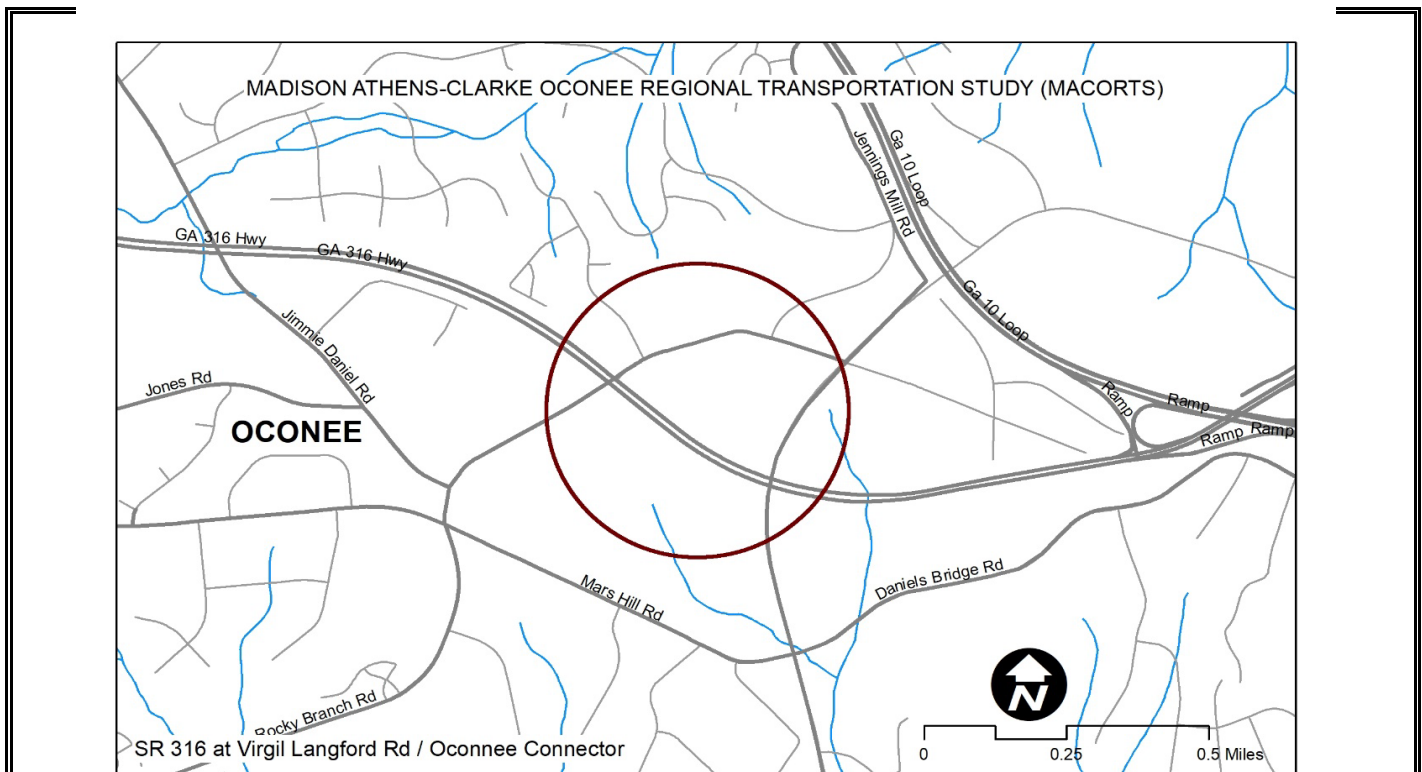 MADISON ATHENS-CLARKE OCONEE REGIONAL TRANSPORTATION STUDY (MACORTS)
Jennings Mill Rd
Ga 10 Loop
GA 316 Hwy
GA 316 Hwy
Ga 10 Loop
Jimmie Daniel Rd
Jones Rd
Ramp
Ramp
OCONEE
Ramp
Ramp
Daniels Bridge Rd
Mars Hill Rd
N
Rocky Branch Rd
SR 316 at Virgil Langford Rd / Oconnee Connector
0
0.25
0.5 Miles